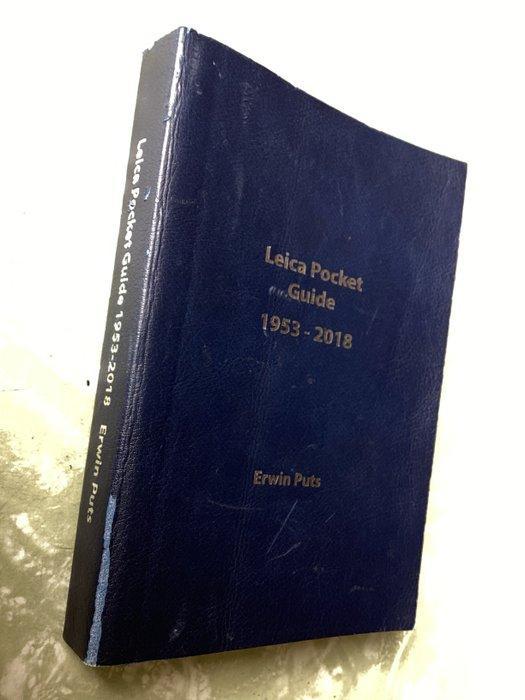 Leica Pocket
Guide
1953 - 2018
Erwin Puts
Leica Pocket Guide 1953-2018 Erwin Puts